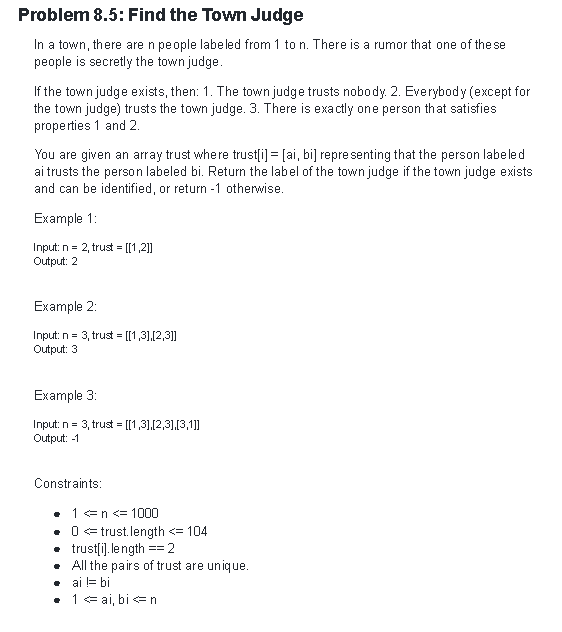 Problem 8.5: Find the Town Judge
In a town, there are n people labeled from 1 to n. There is a rumor that one of these
people is secretly the town judge.
If the town judge exists, then: 1. The town judge trusts nobody. 2. Everybody (except for
the town judge) trusts the town judge. 3. There is exactly one person that satisfies
properties 1 and 2.
You are given an array trust where trust[i] = [ai, bi] representing that the person labeled
ai trusts the person labeled bi. Return the label of the town judge if the town judge exists
and can be identified, or return -1 otherwise.
Example 1:
Input: n = 2, trust = [[1,2]]
Output: 2
Example 2:
Input: n = 3, trust = [[1,3],[2,3]]
Output: 3
Example 3:
Input: n = 3, trust = [[1,3],[2,3],[3,1]]
Output: -1
Constraints:
• 1 <= n <= 1000
• 0 <= trust.length <= 104
• trust[i].length == 2
• All the pairs of trust are unique.
• ai != bi
• 1 <= ai, bi <= n